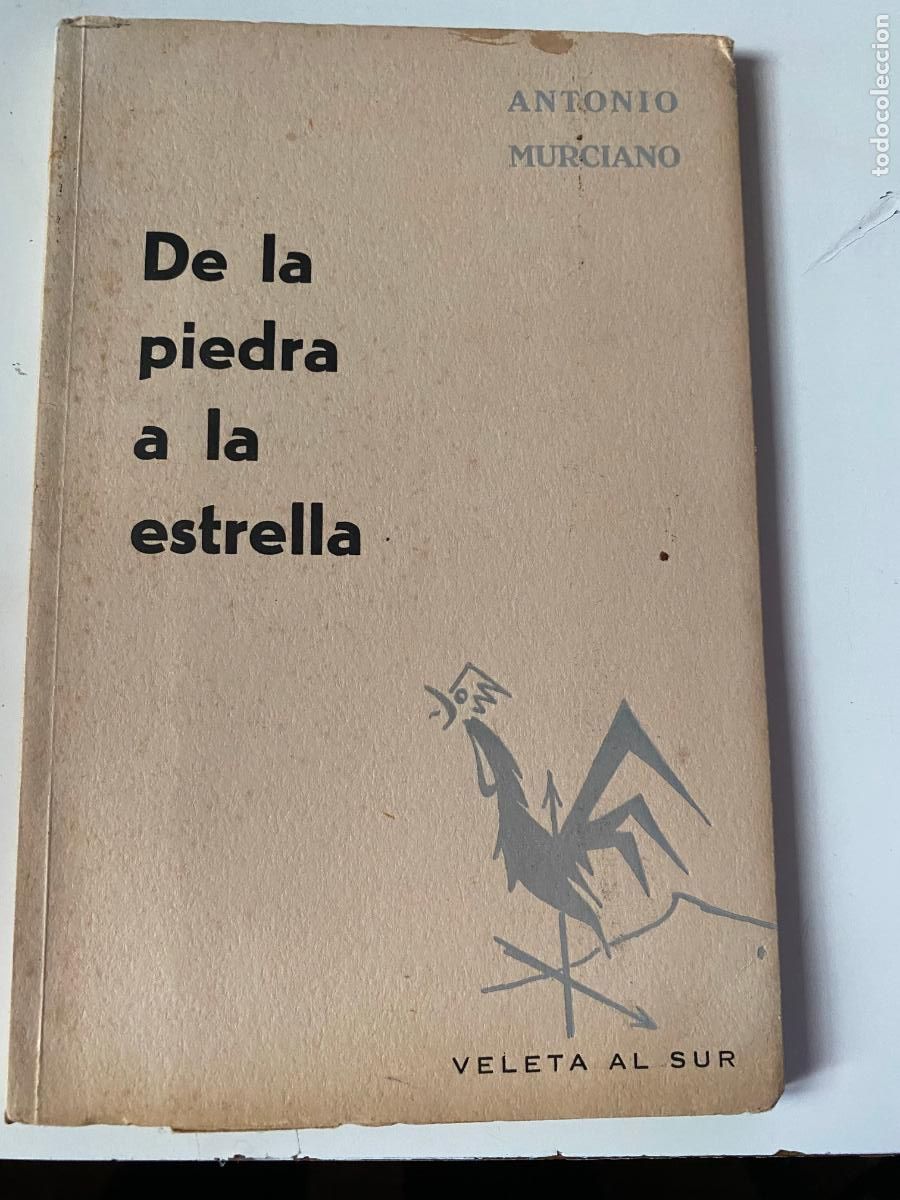 ANTONIO
MURCIANO
De la
piedra
a la
estrella
VELETA AL SUR
todocoleccion